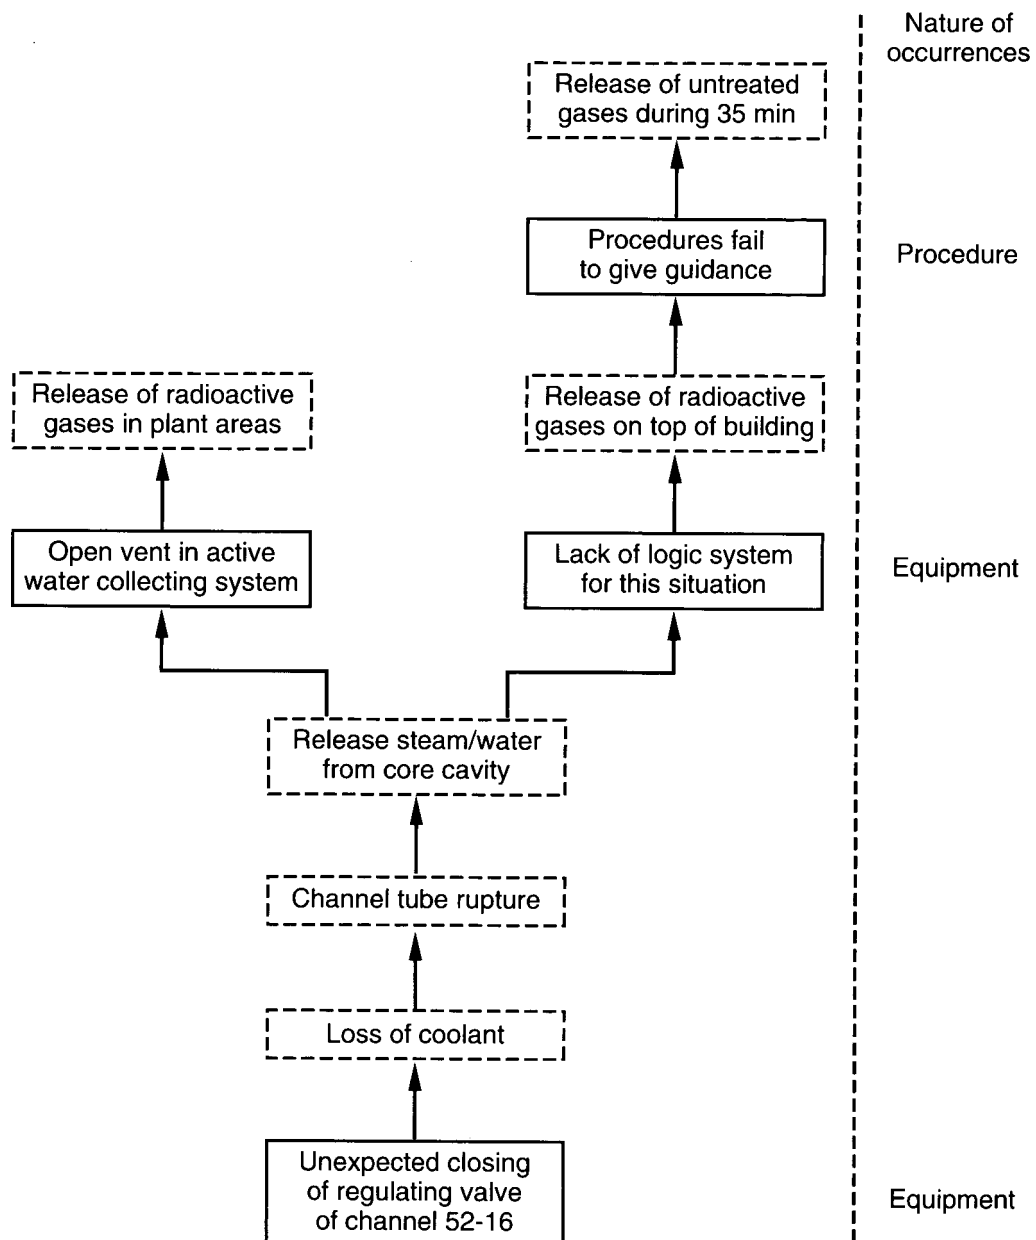 Nature of
occurrences
Release of untreated
gases during 35 min
Procedures fail
to give guidance
Procedure
Release of radioactive
gases in plant areas
Release of radioactive
gases on top of building
Open vent in active
water collecting system
Lack of logic system
for this situation
Equipment
Release steam/water
from core cavity
Channel tube rupture
Loss of coolant
Unexpected closing
of regulating valve
of channel 52-16
Equipment